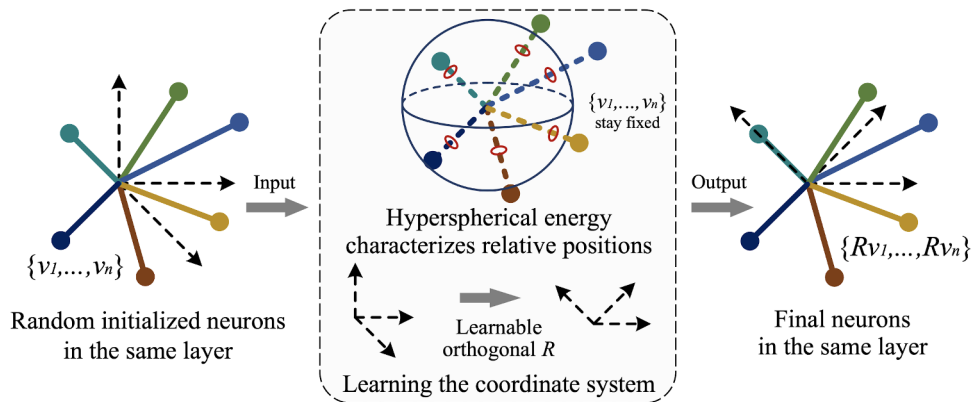 {v1,...,vn}
Random initialized neurons
in the same layer
Input
{v1,...,vn}
stay fixed
Hyperspherical energy
characterizes relative positions
Learnable
orthogonal R
Learning the coordinate system
Output
{Rv1,...,Rvn}
Final neurons
in the same layer